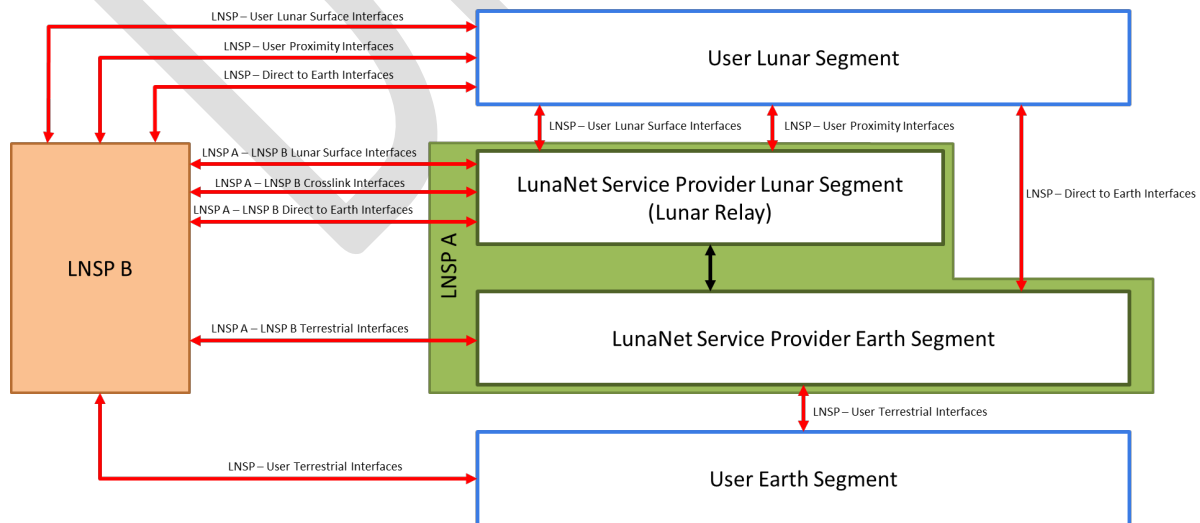 LNSP – User Lunar Surface Interfaces
LNSP – User Proximity Interfaces
LNSP – Direct to Earth Interfaces
User Lunar Segment
LNSP – User Lunar Surface Interfaces
LNSP – User Proximity Interfaces
LNSP A – LNSP B Lunar Surface Interfaces
LNSP A – LNSP B Crosslink Interfaces
LNSP A – LNSP B Direct to Earth Interfaces
LunaNet Service Provider Lunar Segment
(Lunar Relay)
LNSP – Direct to Earth Interfaces
LNSP A
LNSP B
LNSP A – LNSP B Terrestrial Interfaces
LunaNet Service Provider Earth Segment
LNSP – User Terrestrial Interfaces
LNSP – User Terrestrial Interfaces
User Earth Segment